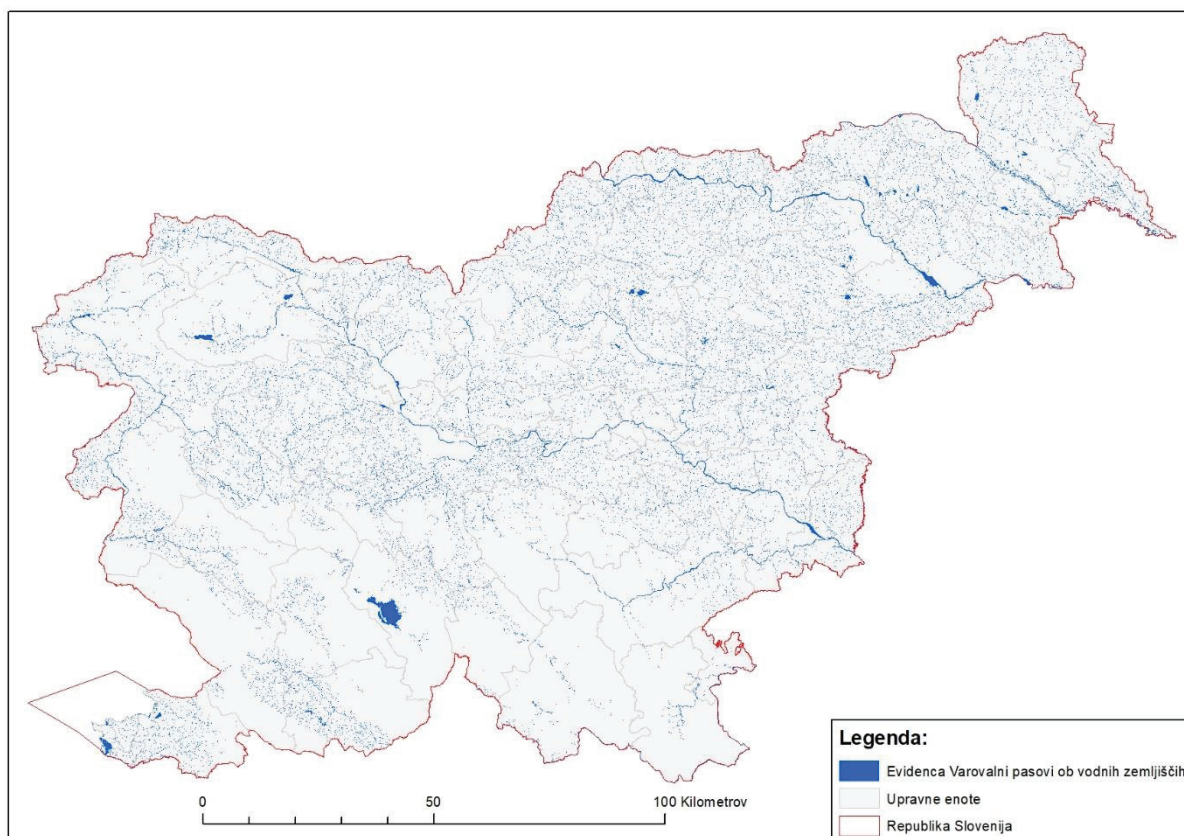 Legenda:
Evidenca Varovalni pasovi ob vodnih zemljiščih
Upravne enote
Republika Slovenija
0 50 100 Kilometrov